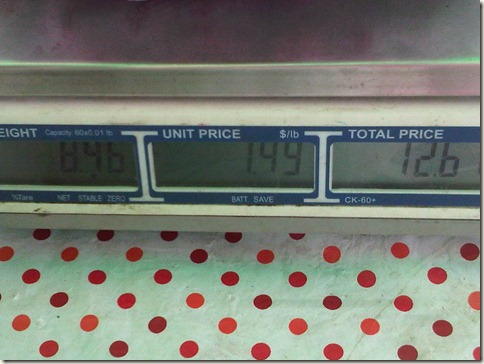 EIGHT Capacity 60x0.01 lb UNIT PRICE $/lb TOTAL PRICE
8.46 1.49 12.6
%Tare NET STABLE ZERO BATT. SAVE CK-60+